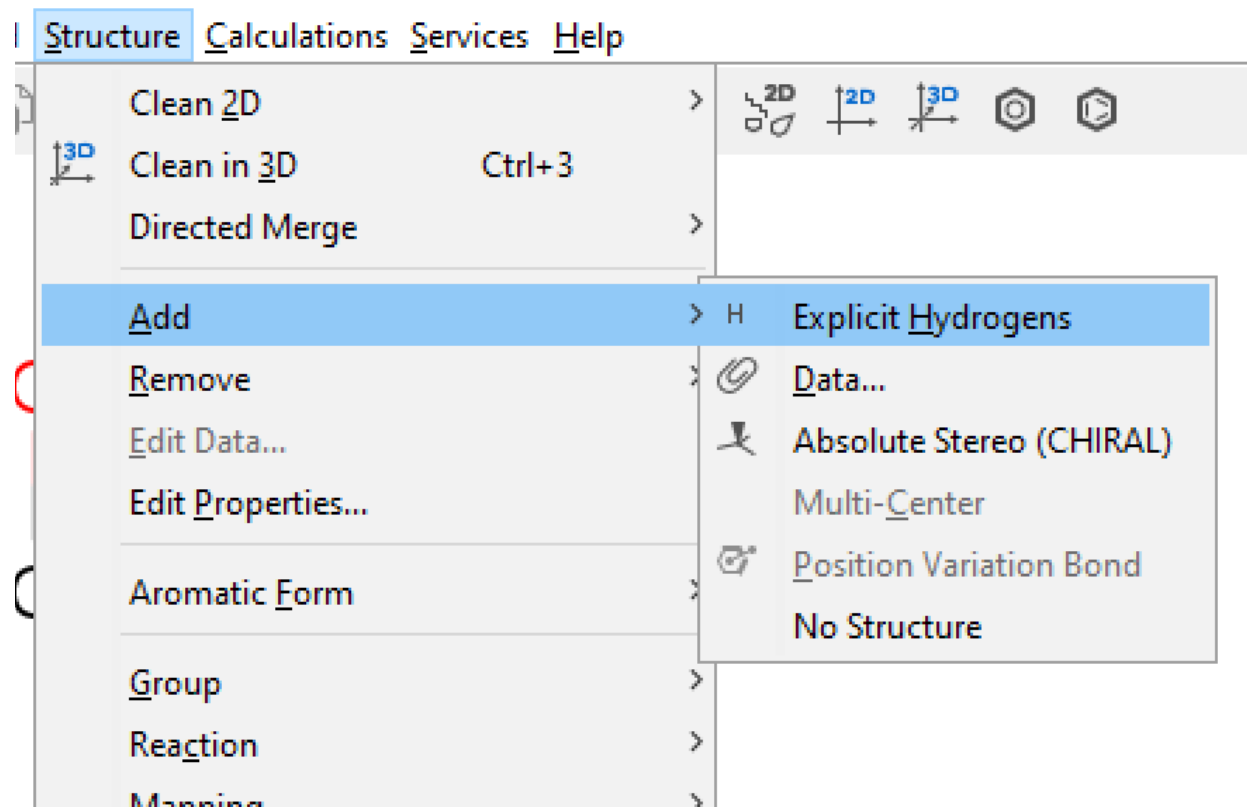 Structure Calculations Services Help
Clean 2D
2D 2D 3D
3D Clean in 3D Ctrl+3
Directed Merge
Add
H Explicit Hydrogens
Remove
Data...
Edit Data...
Absolute Stereo (CHIRAL)
Edit Properties...
Multi-Center
Position Variation Bond
Aromatic Form
No Structure
Group
Reaction
Mapping